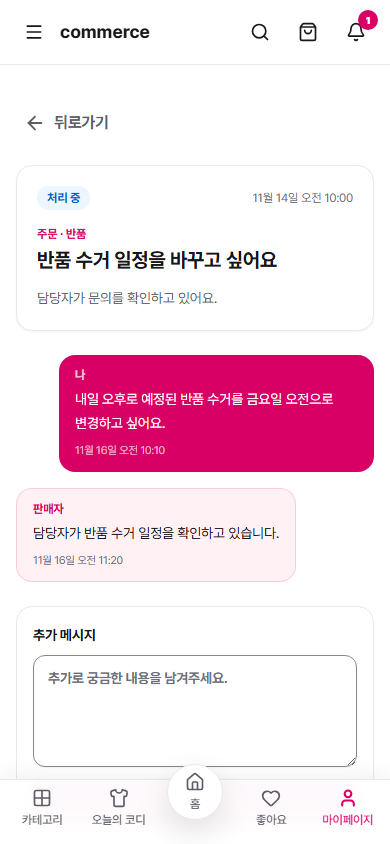 commerce
1
뒤로가기
처리 중
11월 14일 오전 10:00
주문 · 반품
반품 수거 일정을 바꾸고 싶어요
담당자가 문의를 확인하고 있어요.
나
내일 오후로 예정된 반품 수거를 금요일 오전으로
변경하고 싶어요.
11월 16일 오전 10:10
판매자
담당자가 반품 수거 일정을 확인하고 있습니다.
11월 16일 오전 11:20
추가 메시지
추가로 궁금한 내용을 남겨주세요.
카테고리
오늘의 코디
홈
좋아요
마이페이지